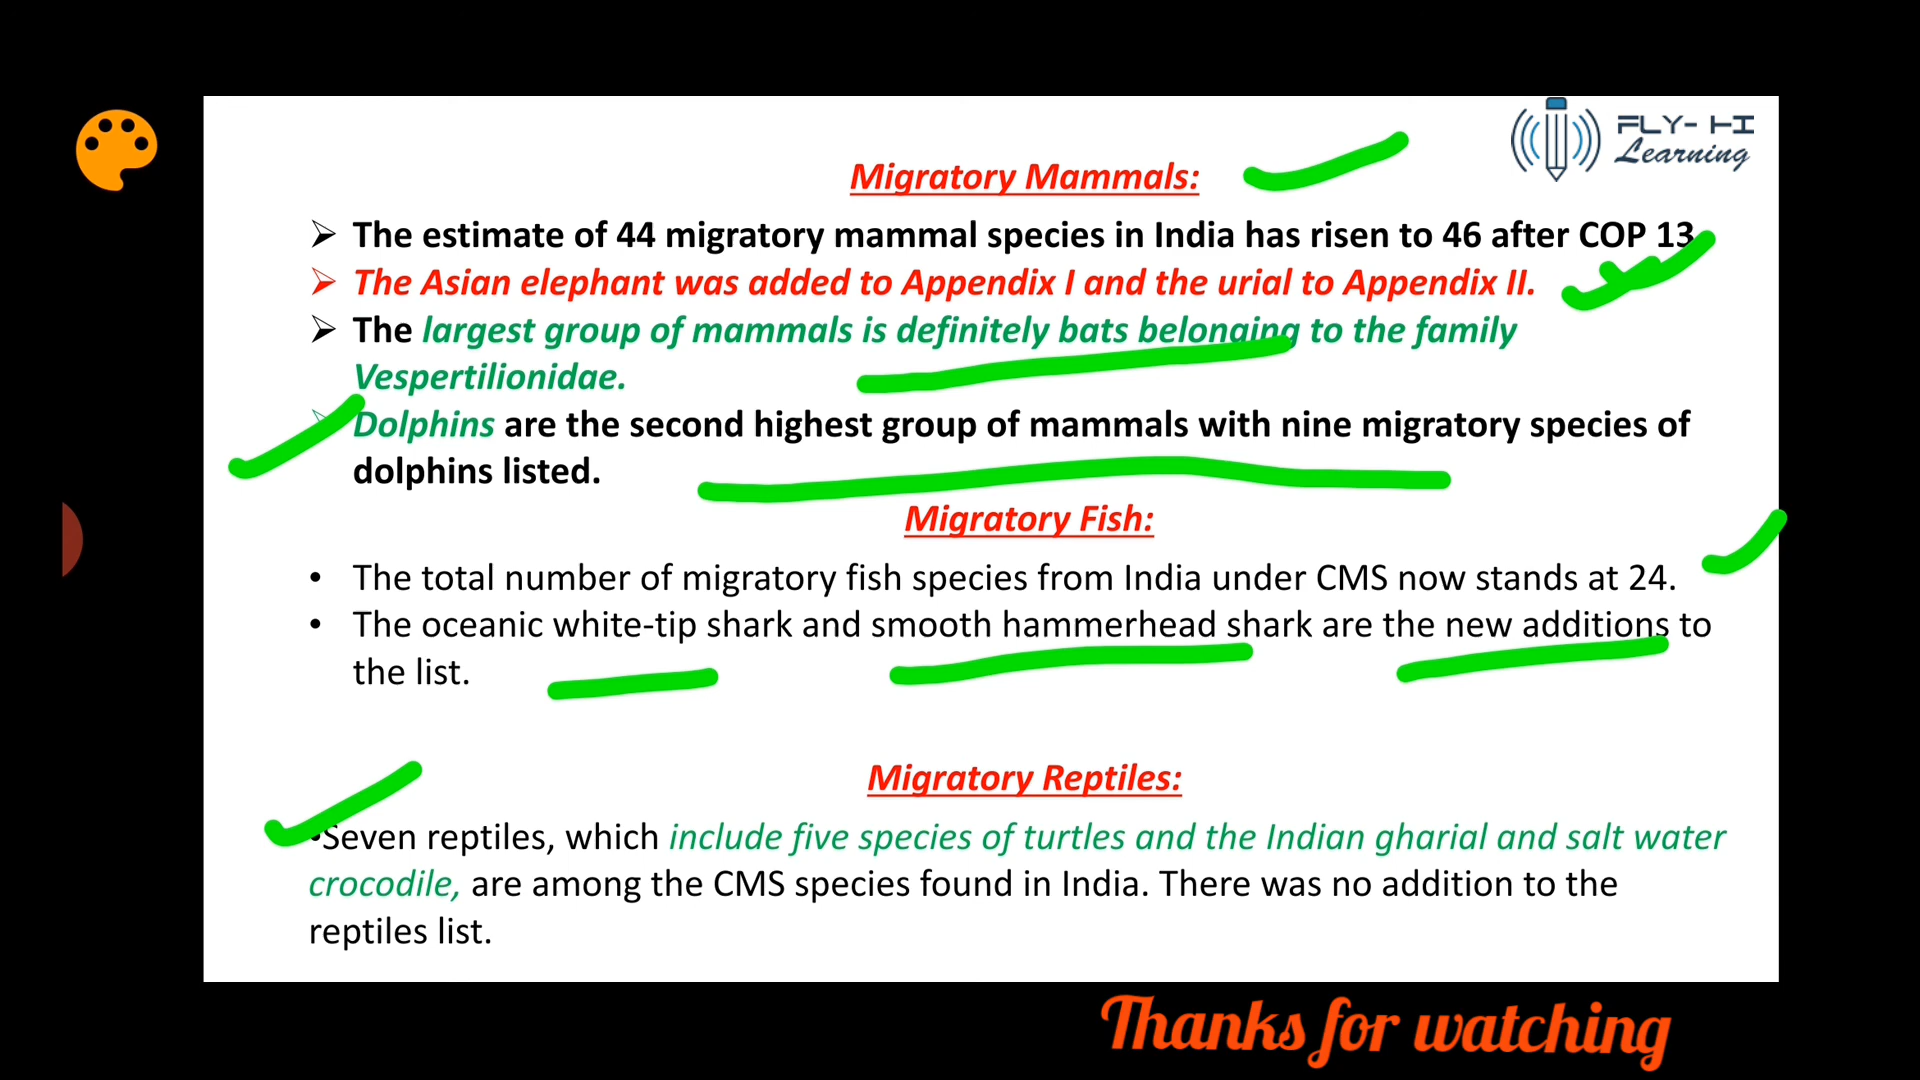 FLY-HI
Learning
Migratory Mammals:
➢ The estimate of 44 migratory mammal species in India has risen to 46 after COP 13.
➢ The Asian elephant was added to Appendix I and the urial to Appendix II.
➢ The largest group of mammals is definitely bats belonging to the family
Vespertilionidae.
➢ Dolphins are the second highest group of mammals with nine migratory species of
dolphins listed.
Migratory Fish:
• The total number of migratory fish species from India under CMS now stands at 24.
• The oceanic white-tip shark and smooth hammerhead shark are the new additions to
the list.
Migratory Reptiles:
•Seven reptiles, which include five species of turtles and the Indian gharial and salt water
crocodile, are among the CMS species found in India. There was no addition to the
reptiles list.
Thanks for watching